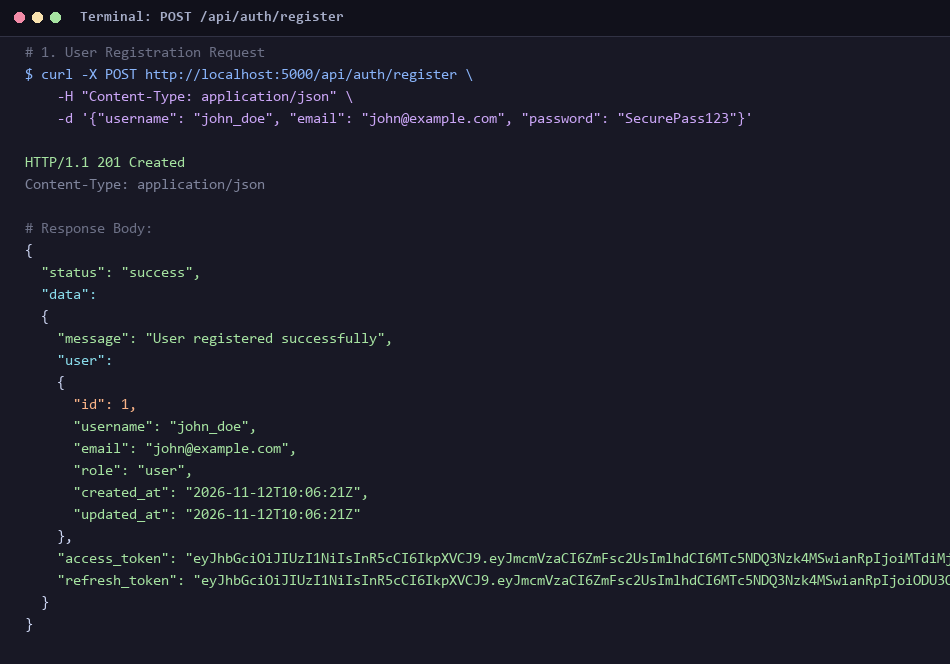 Terminal: POST /api/auth/register
# 1. User Registration Request
$ curl -X POST http://localhost:5000/api/auth/register \
    -H "Content-Type: application/json" \
    -d '{"username": "john_doe", "email": "john@example.com", "password": "SecurePass123"}'
HTTP/1.1 201 Created
Content-Type: application/json
# Response Body:
{
  "status": "success",
  "data":
  {
    "message": "User registered successfully",
    "user":
    {
      "id": 1,
      "username": "john_doe",
      "email": "john@example.com",
      "role": "user",
      "created_at": "2026-11-12T10:06:21Z",
      "updated_at": "2026-11-12T10:06:21Z"
    },
    "access_token": "eyJhbGciOiJIUzI1NiIsInR5cCI6IkpXVCJ9.eyJmcmVzaCI6ZmFsc2UsImlhdCI6MTc5NDQ3Nzk4MSwianRpIjoiMTdiMj
    "refresh_token": "eyJhbGciOiJIUzI1NiIsInR5cCI6IkpXVCJ9.eyJmcmVzaCI6ZmFsc2UsImlhdCI6MTc5NDQ3Nzk4MSwianRpIjoiODU3O
  }
}